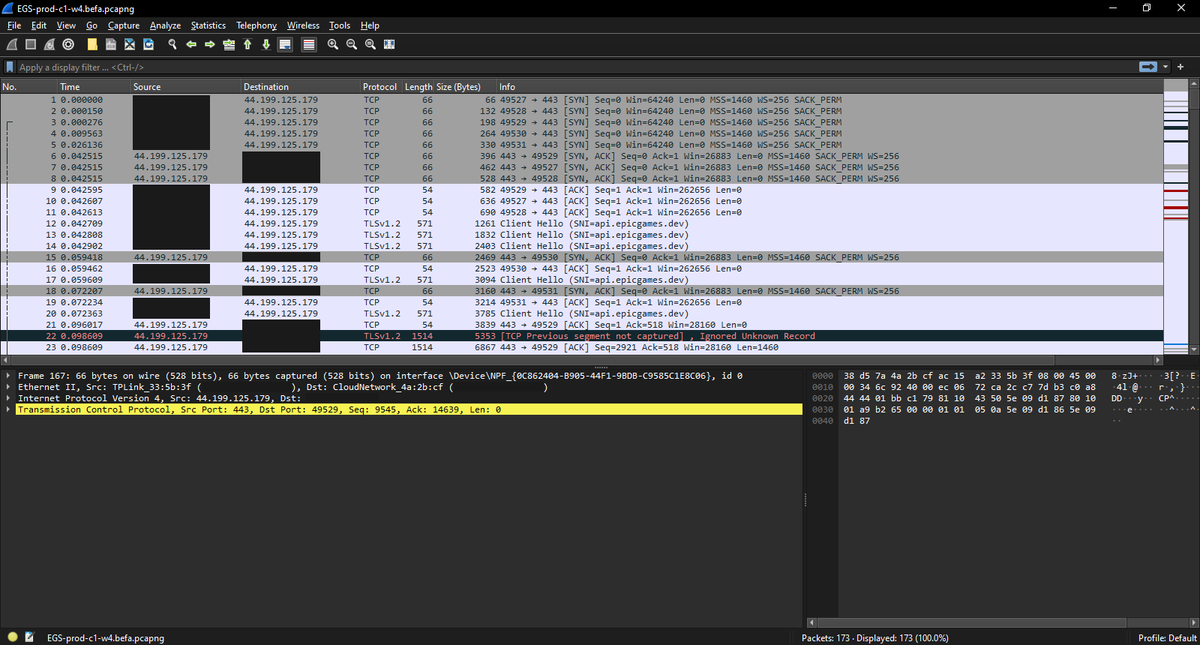 EGS-prod-c1-w4.befa.pcapng
File Edit View Go Capture Analyze Statistics Telephony Wireless Tools Help
Apply a display filter ... <Ctrl-/>
No. Time Source Destination Protocol Length Size (Bytes) Info
1 0.000000 44.199.125.179 TCP 66 66 49527 → 443 [SYN] Seq=0 Win=64240 Len=0 MSS=1460 WS=256 SACK_PERM
2 0.000150 44.199.125.179 TCP 66 132 49528 → 443 [SYN] Seq=0 Win=64240 Len=0 MSS=1460 WS=256 SACK_PERM
3 0.000276 44.199.125.179 TCP 66 198 49529 → 443 [SYN] Seq=0 Win=64240 Len=0 MSS=1460 WS=256 SACK_PERM
4 0.009563 44.199.125.179 TCP 66 264 49530 → 443 [SYN] Seq=0 Win=64240 Len=0 MSS=1460 WS=256 SACK_PERM
5 0.026136 44.199.125.179 TCP 66 330 49531 → 443 [SYN] Seq=0 Win=64240 Len=0 MSS=1460 WS=256 SACK_PERM
6 0.042515 44.199.125.179 TCP 66 396 443 → 49529 [SYN, ACK] Seq=0 Ack=1 Win=26883 Len=0 MSS=1460 SACK_PERM WS=256
7 0.042515 44.199.125.179 TCP 66 462 443 → 49527 [SYN, ACK] Seq=0 Ack=1 Win=26883 Len=0 MSS=1460 SACK_PERM WS=256
8 0.042515 44.199.125.179 TCP 66 528 443 → 49528 [SYN, ACK] Seq=0 Ack=1 Win=26883 Len=0 MSS=1460 SACK_PERM WS=256
9 0.042595 44.199.125.179 TCP 54 582 49529 → 443 [ACK] Seq=1 Ack=1 Win=262656 Len=0
10 0.042607 44.199.125.179 TCP 54 636 49527 → 443 [ACK] Seq=1 Ack=1 Win=262656 Len=0
11 0.042613 44.199.125.179 TCP 54 690 49528 → 443 [ACK] Seq=1 Ack=1 Win=262656 Len=0
12 0.042709 44.199.125.179 TLSv1.2 571 1261 Client Hello (SNI=api.epicgames.dev)
13 0.042808 44.199.125.179 TLSv1.2 571 1832 Client Hello (SNI=api.epicgames.dev)
14 0.042902 44.199.125.179 TLSv1.2 571 2403 Client Hello (SNI=api.epicgames.dev)
15 0.059418 44.199.125.179 TCP 66 2469 443 → 49530 [SYN, ACK] Seq=0 Ack=1 Win=26883 Len=0 MSS=1460 SACK_PERM WS=256
16 0.059462 44.199.125.179 TCP 54 2523 49530 → 443 [ACK] Seq=1 Ack=1 Win=262656 Len=0
17 0.059609 44.199.125.179 TLSv1.2 571 3094 Client Hello (SNI=api.epicgames.dev)
18 0.072207 44.199.125.179 TCP 66 3160 443 → 49531 [SYN, ACK] Seq=0 Ack=1 Win=26883 Len=0 MSS=1460 SACK_PERM WS=256
19 0.072234 44.199.125.179 TCP 54 3214 49531 → 443 [ACK] Seq=1 Ack=1 Win=262656 Len=0
20 0.072363 44.199.125.179 TLSv1.2 571 3785 Client Hello (SNI=api.epicgames.dev)
21 0.096017 44.199.125.179 TCP 54 3839 443 → 49529 [ACK] Seq=1 Ack=518 Win=28160 Len=0
22 0.098609 44.199.125.179 TLSv1.2 1514 5353 [TCP Previous segment not captured] , Ignored Unknown Record
23 0.098609 44.199.125.179 TCP 1514 6867 443 → 49529 [ACK] Seq=2921 Ack=518 Win=28160 Len=1460
Frame 167: 66 bytes on wire (528 bits), 66 bytes captured (528 bits) on interface \Device\NPF_{0C862404-B905-44F1-9BDB-C9585C1E8C06}, id 0
Ethernet II, Src: TPLink_33:5b:3f ( ), Dst: CloudNetwork_4a:2b:cf ( )
Internet Protocol Version 4, Src: 44.199.125.179, Dst:
Transmission Control Protocol, Src Port: 443, Dst Port: 49529, Seq: 9545, Ack: 14639, Len: 0
0000 38 d5 7a 4a 2b cf ac 15 a2 33 5b 3f 08 00 45 00 8·zJ+··· ·3[?··E·
0010 00 34 6c 92 40 00 ec 06 72 ca 2c c7 7d b3 c0 a8 ·4l·@··· r·,·}···
0020 44 44 01 bb c1 79 81 10 43 50 5e 09 d1 87 80 10 DD···y·· CP^·····
0030 01 a9 b2 65 00 00 01 01 05 0a 5e 09 d1 86 5e 09 ···e···· ··^···^·
0040 d1 87 ··
EGS-prod-c1-w4.befa.pcapng Packets: 173 · Displayed: 173 (100.0%) Profile: Default